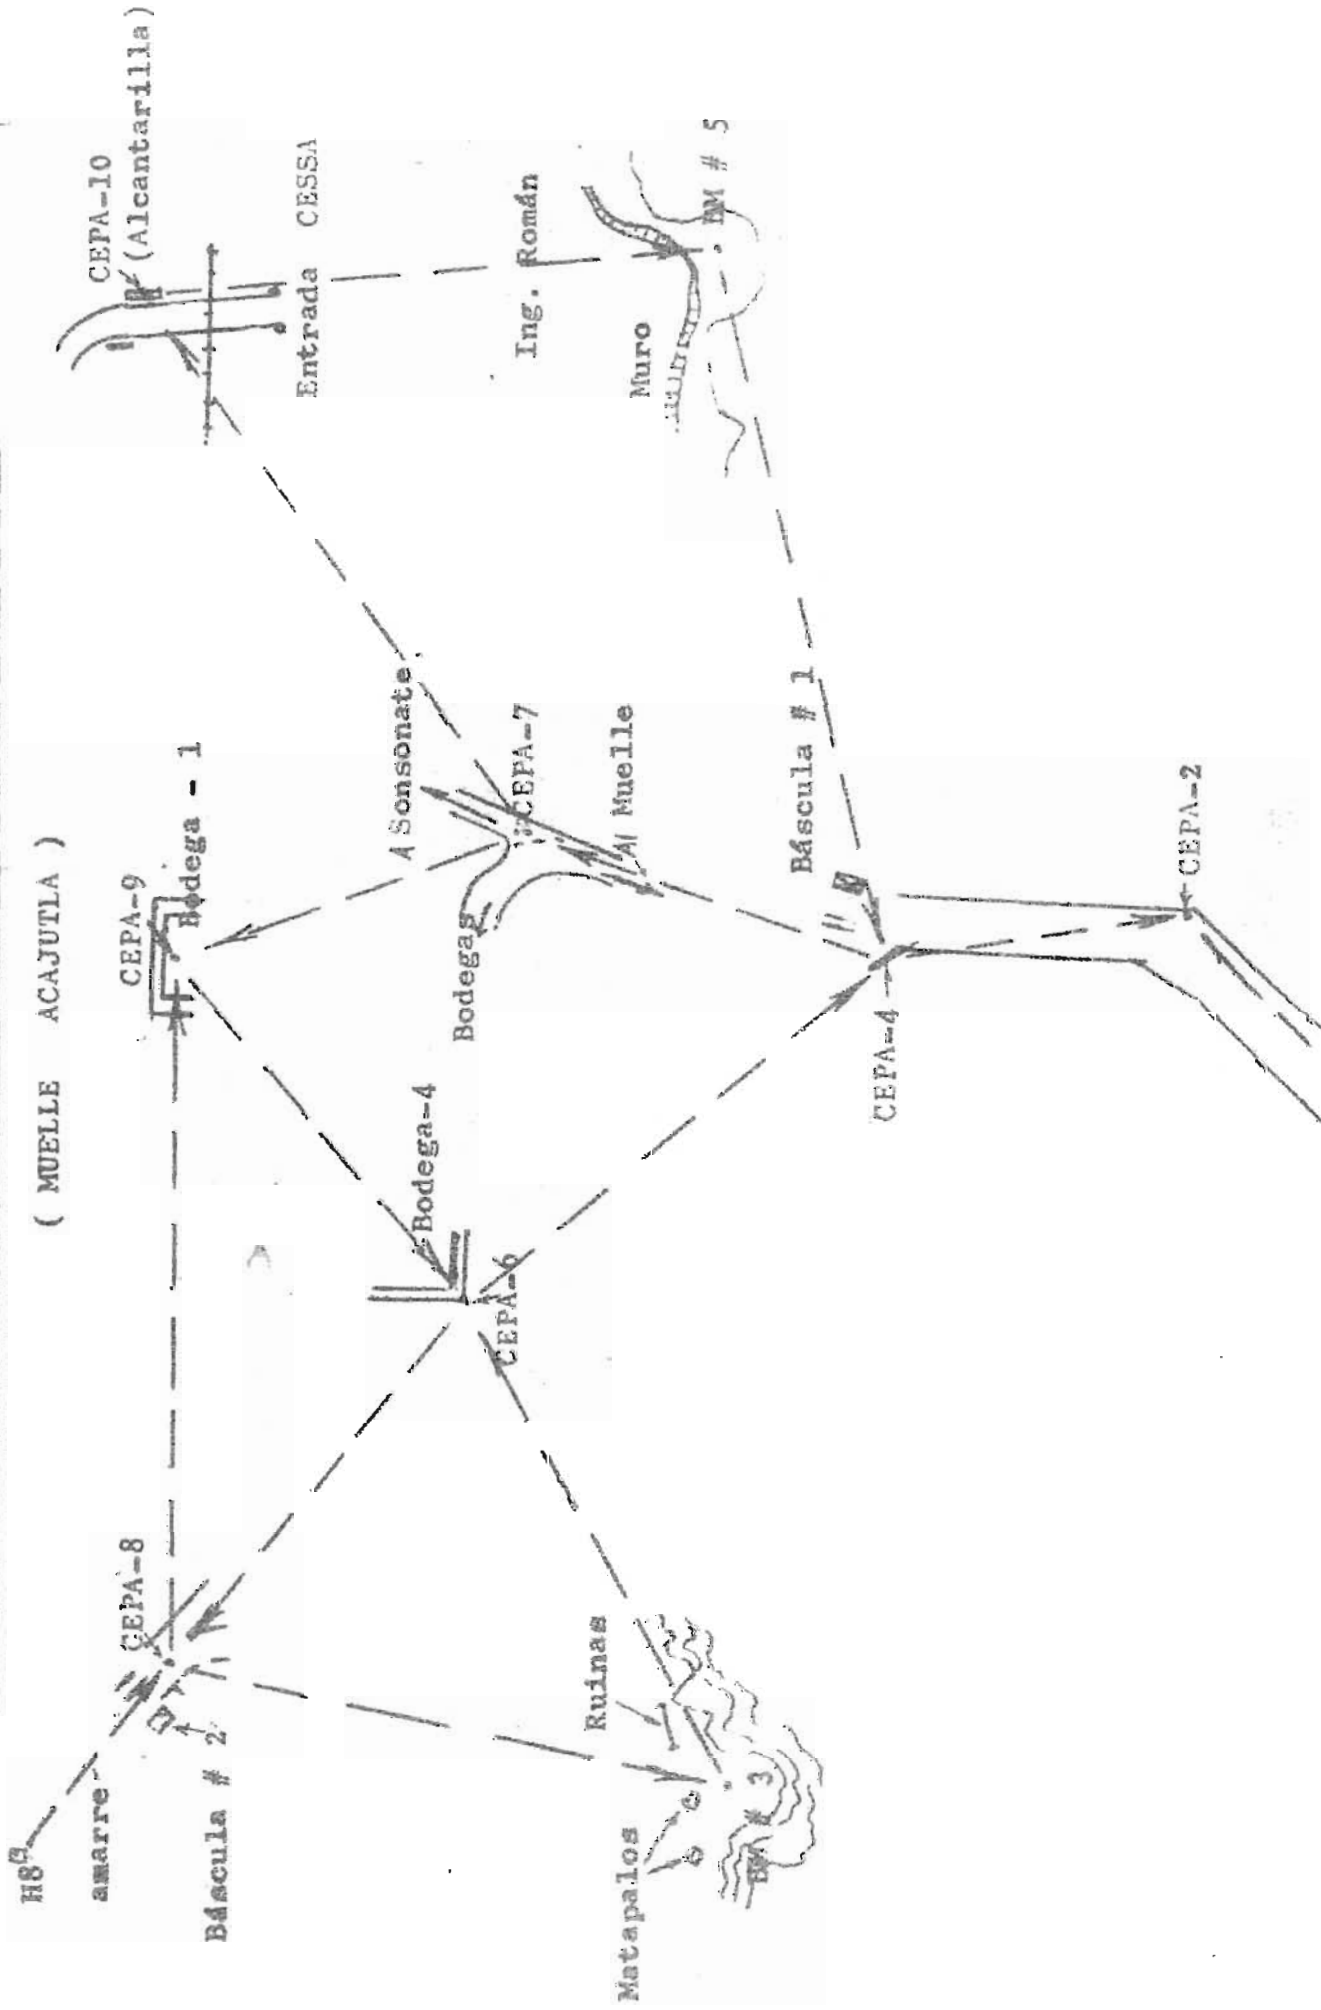 ( MUELLE ACAJUTLA )
H8
amarre
CEPA-8
Báscula # 2
CEPA-9
Bodega - 1
CEPA-10
(Alcantarilla)
Entrada CESSA
A Sonsonate
Bodega-4
CEPA-6
Bodegas
CEPA-7
Al Muelle
Ing. Román
Muro
BM # 5
Matapalos
Ruinas
BM # 3
Báscula # 1
CEPA-4
CEPA-2